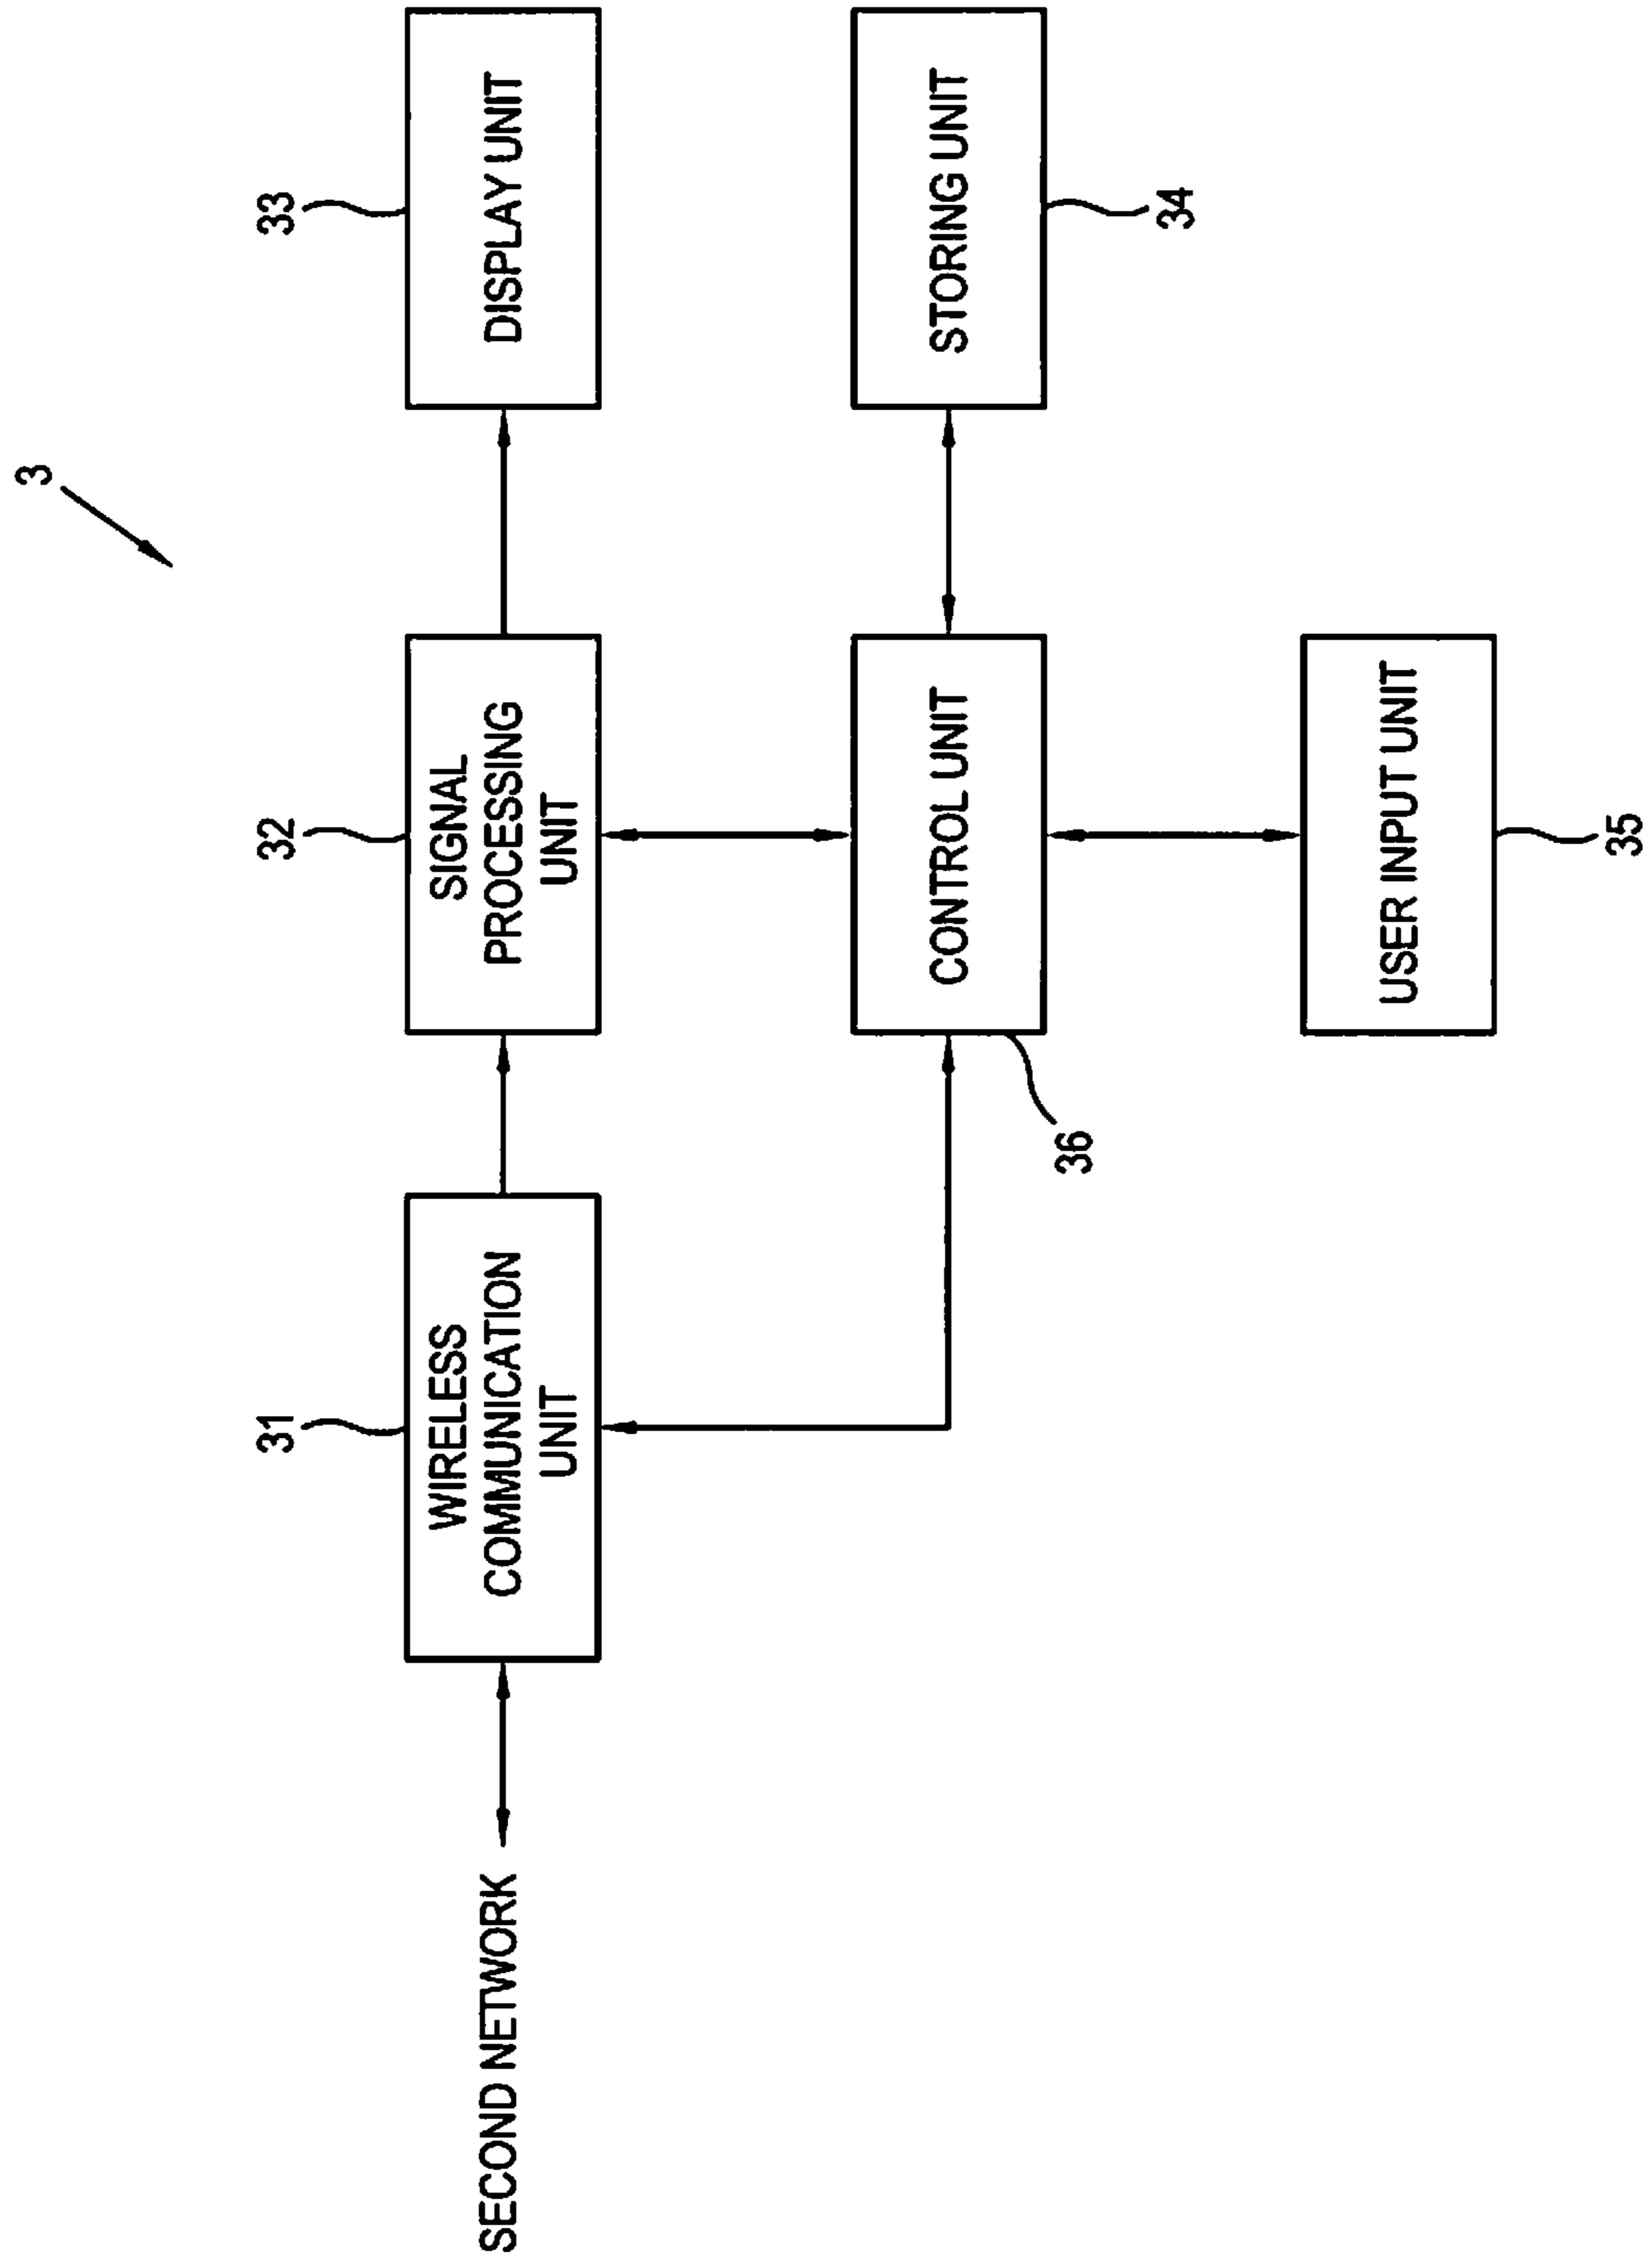 3
31
32
33
WIRELESS
COMMUNICATION
UNIT
SIGNAL
PROCESSING
UNIT
DISPLAY UNIT
SECOND NETWORK
CONTROL UNIT
STORING UNIT
36
34
USER INPUT UNIT
35